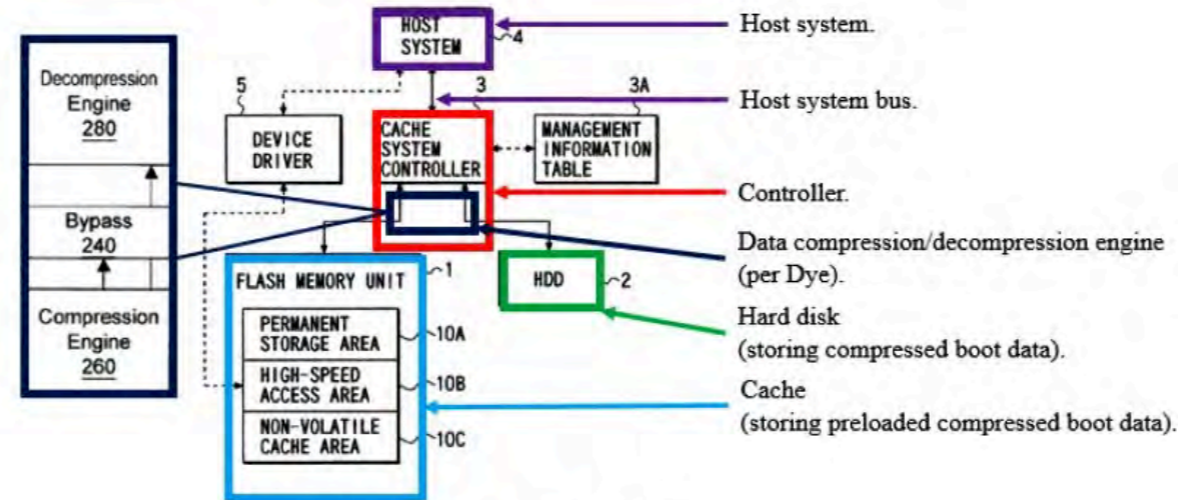 Decompression
Engine
280
Bypass
240
Compression
Engine
260
HOST
SYSTEM
4
5
DEVICE
DRIVER
3
CACHE
SYSTEM
CONTROLLER
3A
MANAGEMENT
INFORMATION
TABLE
1
FLASH MEMORY UNIT
PERMANENT
STORAGE AREA
10A
HIGH-SPEED
ACCESS AREA
10B
NON-VOLATILE
CACHE AREA
10C
HDD
2
Host system.
Host system bus.
Controller.
Data compression/decompression engine
(per Dye).
Hard disk
(storing compressed boot data).
Cache
(storing preloaded compressed boot data).